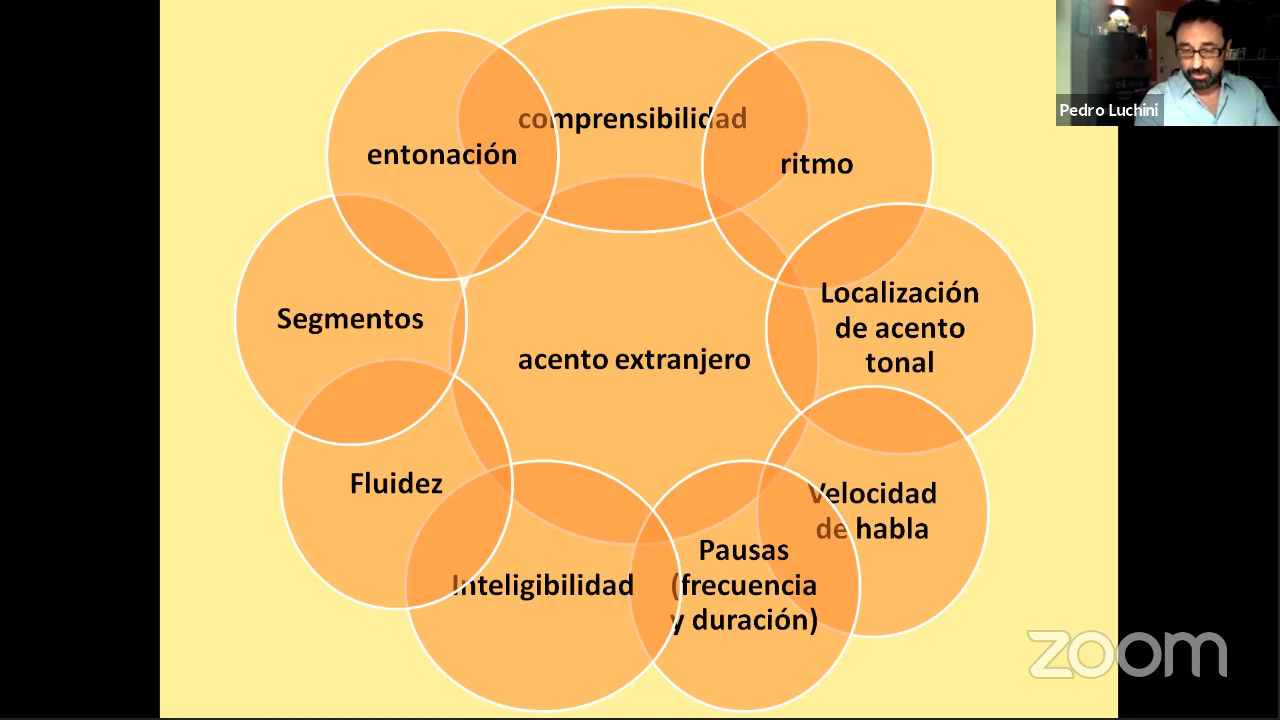 comprensibilidad
entonación
ritmo
Localización
de acento
tonal
Segmentos
acento extranjero
Fluidez
Velocidad
de habla
Pausas
(frecuencia
y duración)
Inteligibilidad
Pedro Luchini
zoom